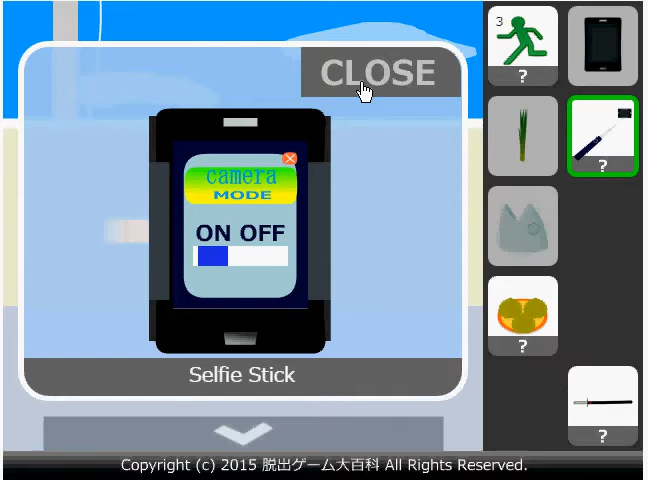 CLOSE
3
?
camera
MODE
ON OFF
?
?
Selfie Stick
?
Copyright (c) 2015 脱出ゲーム大百科 All Rights Reserved.